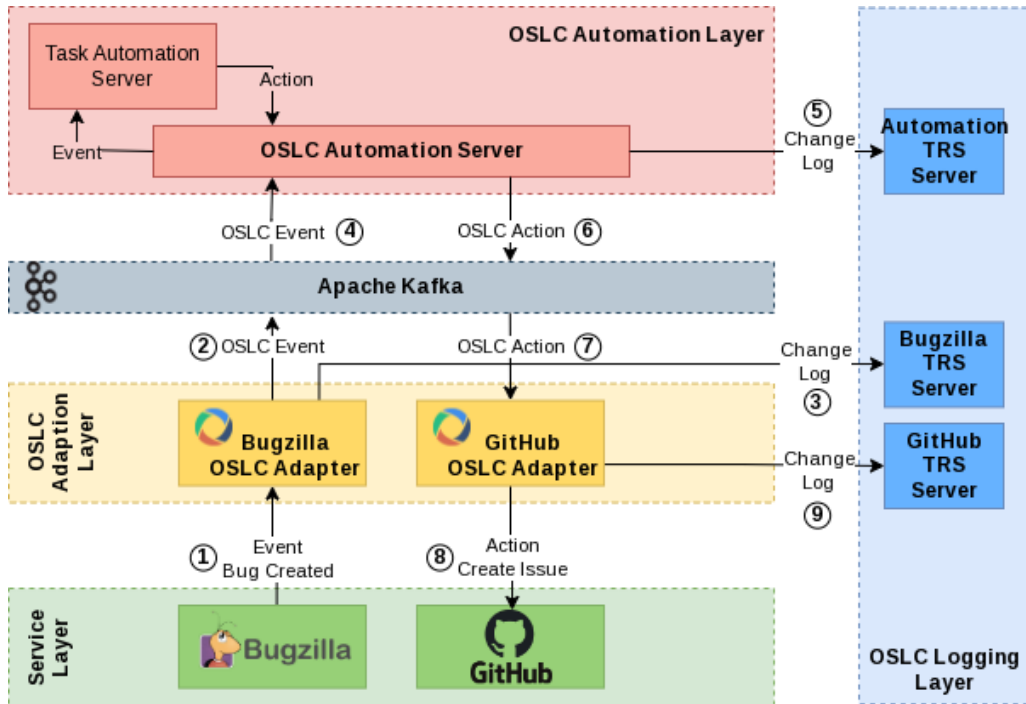 OSLC Automation Layer
Task Automation
Server
Action
Event
OSLC Automation Server
5
Change
Log
Automation
TRS
Server
OSLC Event 4
OSLC Action 6
Apache Kafka
2 OSLC Event
OSLC Action 7
Change
Log
3
Bugzilla
TRS
Server
OSLC
Adaption
Layer
Bugzilla
OSLC Adapter
GitHub
OSLC Adapter
Change
Log
9
GitHub
TRS
Server
1
Event
Bug Created
8
Action
Create Issue
Service
Layer
Bugzilla
GitHub
OSLC Logging
Layer